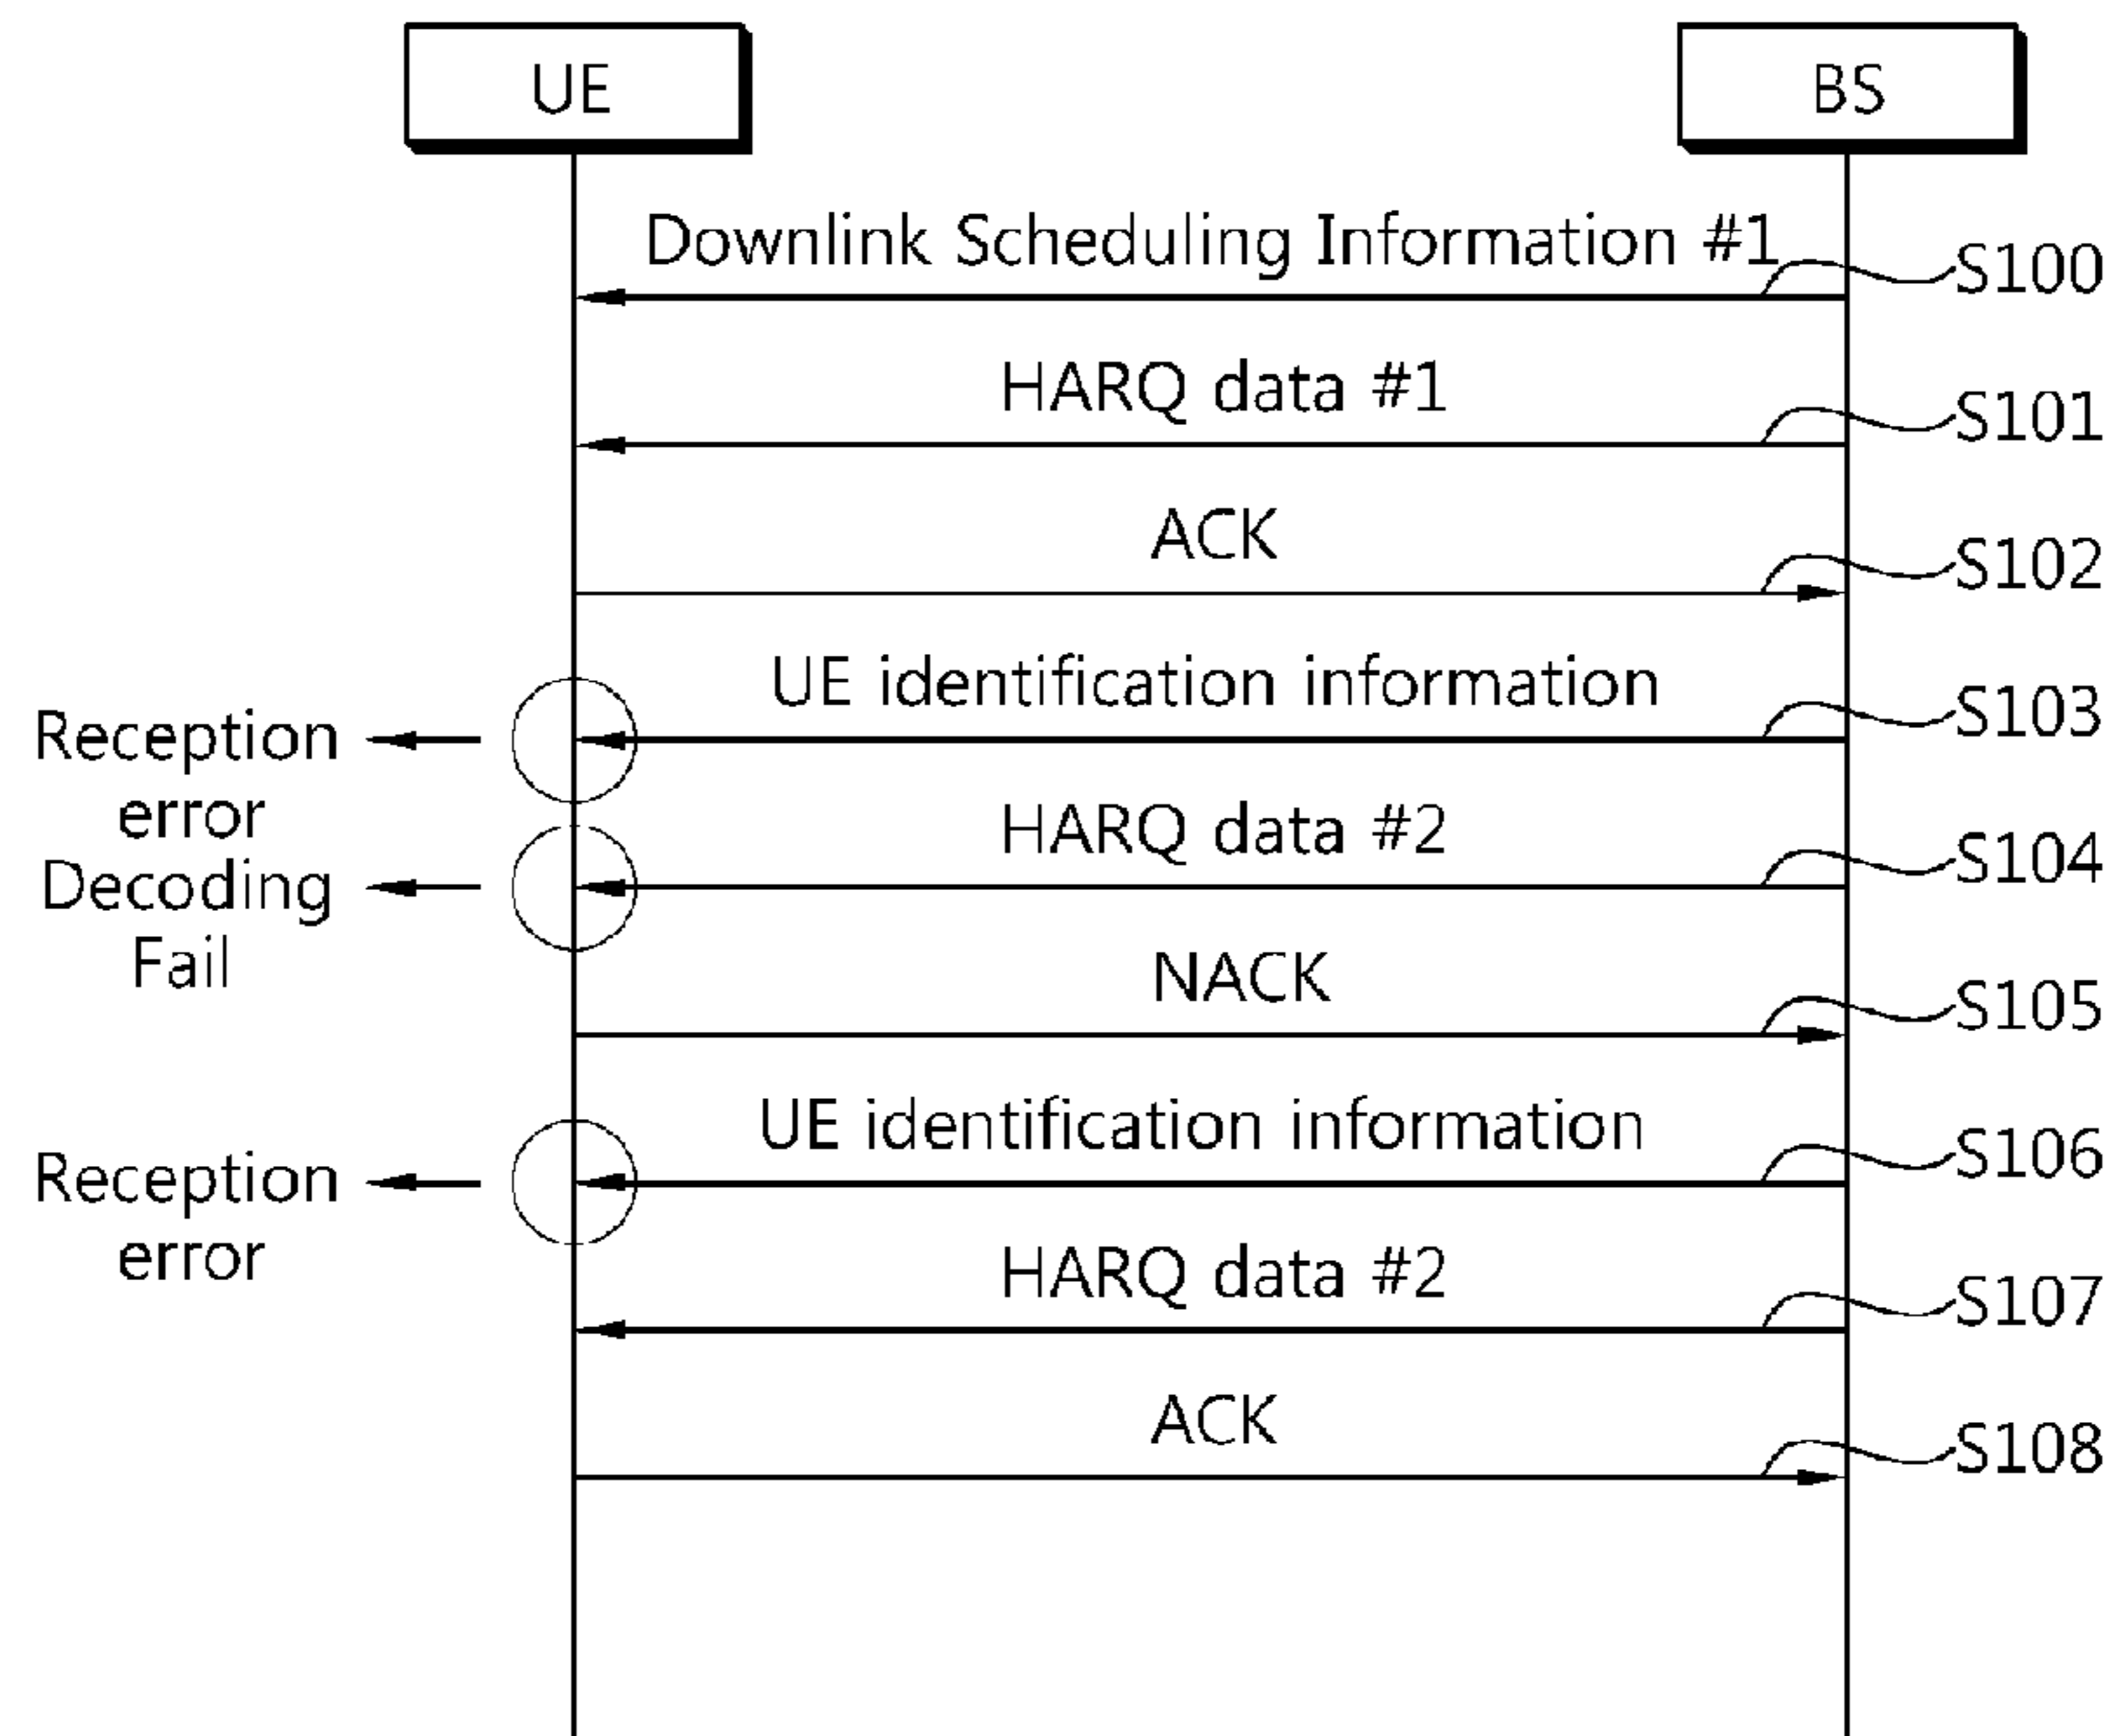 UE
BS
Downlink Scheduling Information #1
S100
HARQ data #1
S101
ACK
S102
UE identification information
S103
Reception
error
HARQ data #2
S104
Decoding
Fail
NACK
S105
UE identification information
S106
Reception
error
HARQ data #2
S107
ACK
S108